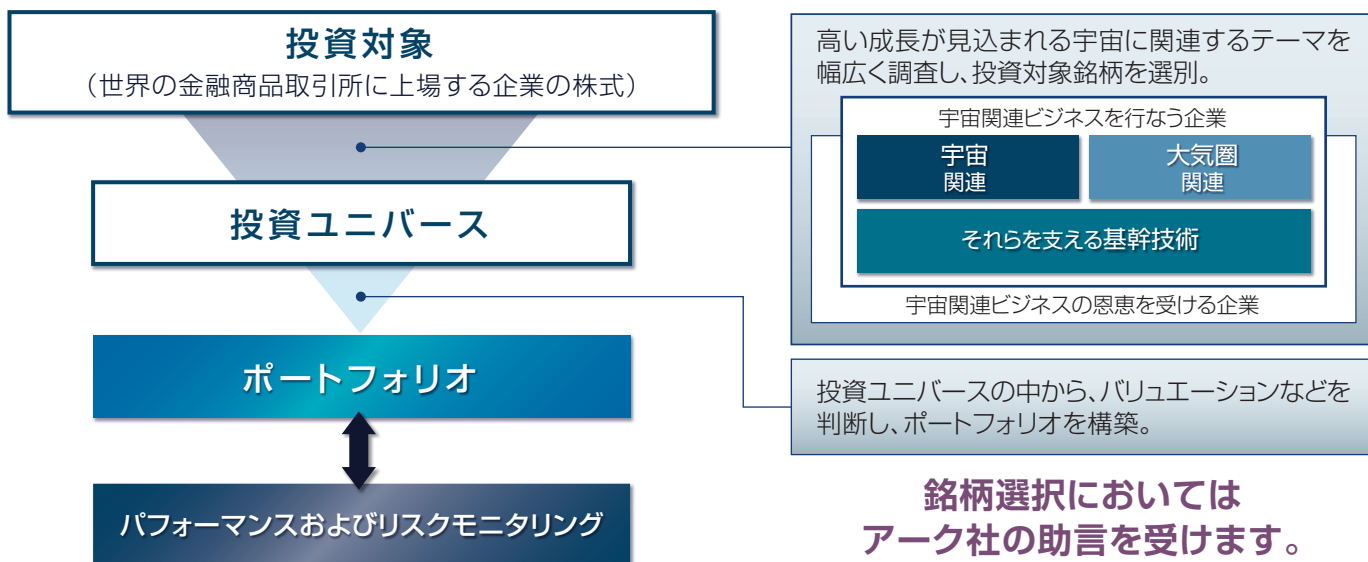 投資対象
（世界の金融商品取引所に上場する企業の株式）
投資ユニバース
ポートフォリオ
パフォーマンスおよびリスクモニタリング
高い成長が見込まれる宇宙に関連するテーマを
幅広く調査し、投資対象銘柄を選別。
宇宙関連ビジネスを行なう企業
宇宙
関連
大気圏
関連
それらを支える基幹技術
宇宙関連ビジネスの恩恵を受ける企業
投資ユニバースの中から、バリュエーションなどを
判断し、ポートフォリオを構築。
銘柄選択においては
アーク社の助言を受けます。